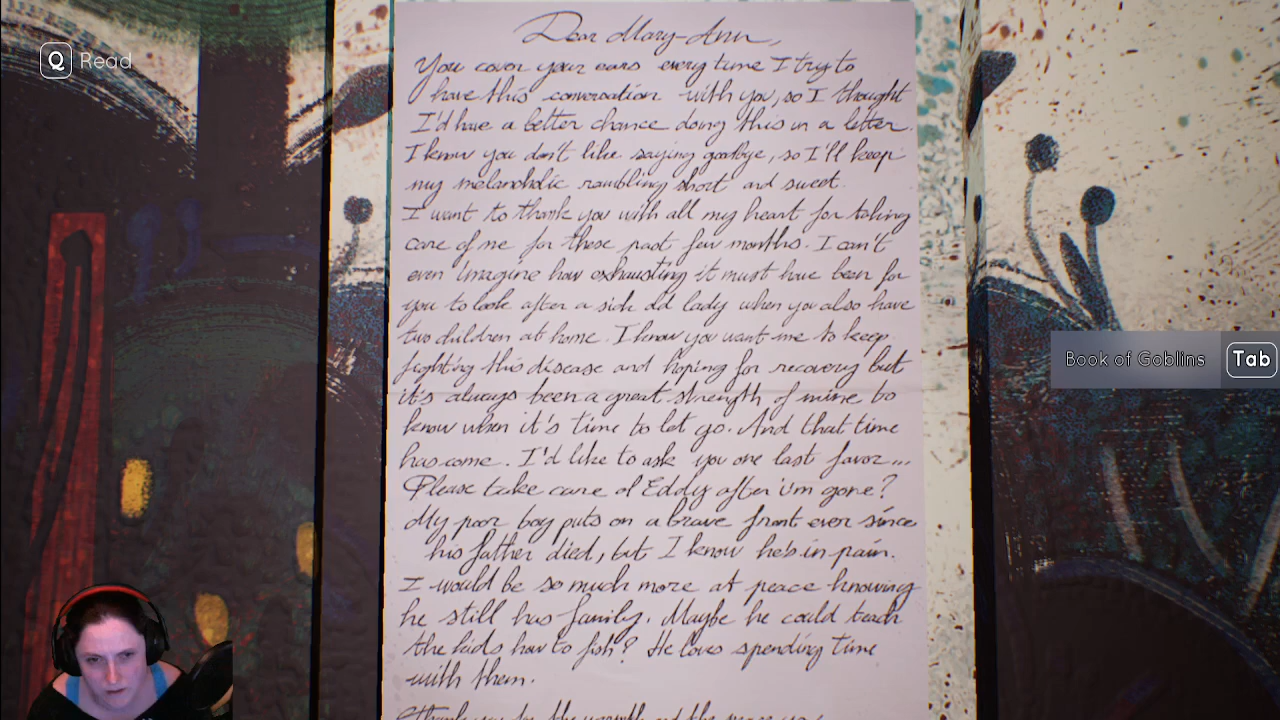 Q Read
Dear Mary-Ann,
You cover your ears every time I try to
have this conversation with you, so I thought
I'd have a better chance doing this in a letter.
I know you don't like saying goodbye, so I'll keep
my melancholic rambling short and sweet.
I want to thank you with all my heart for taking
care of me for these past few months. I can't
even imagine how exhausting it must have been for
you to look after a sick old lady when you also have
two children at home. I know you want me to keep
fighting this disease and hoping for recovery but
it's always been a great strength of mine to
know when it's time to let go. And that time
has come. I'd like to ask you one last favor...
Please take care of Eddy after i'm gone?
My poor boy puts on a brave front ever since
his father died, but I know he's in pain.
I would be so much more at peace knowing
he still has family. Maybe he could teach
the kids how to fish? He loves spending time
with them.
Thank you for the warmth and the
Book of Goblins Tab